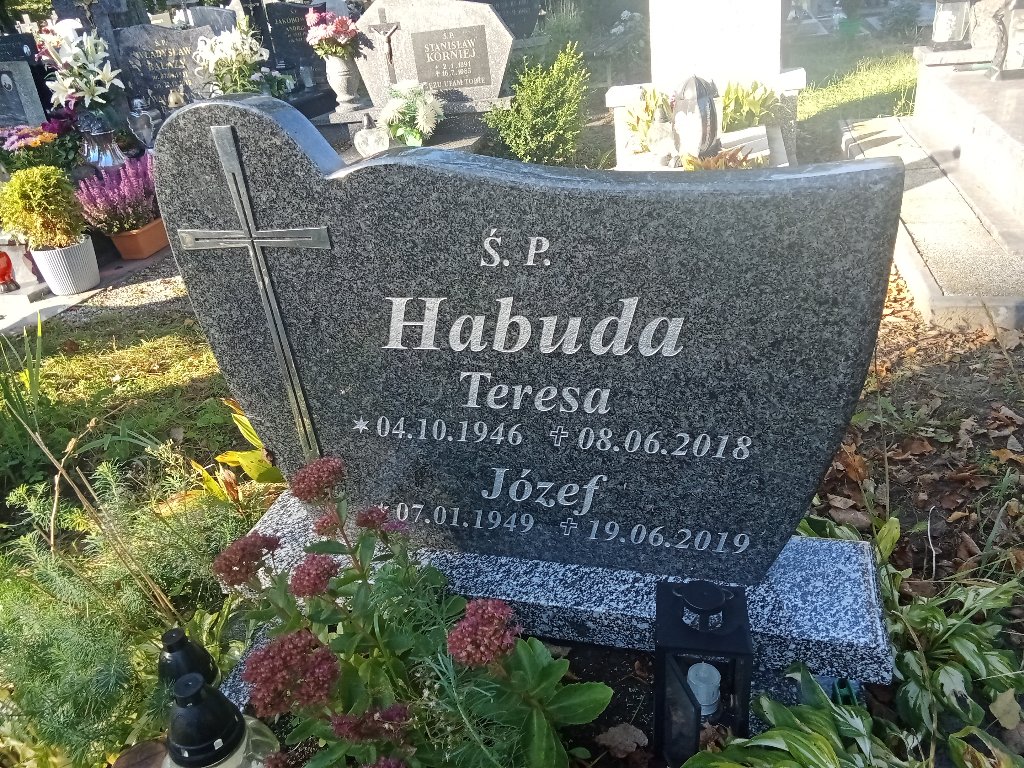 Ś. P.
Habuda
Teresa
✶04.10.1946 ✝08.06.2018
Józef
✶07.01.1949 ✝19.06.2019
Ś.P.
STANISŁAW
KORNIEJ